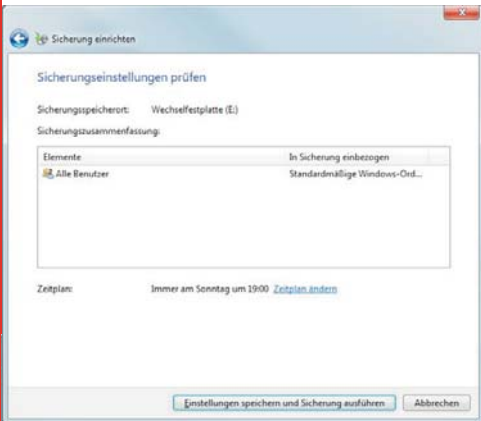 Sicherung einrichten
Sicherungseinstellungen prüfen
Sicherungsspeicherort: Wechselfestplatte (E:)
Sicherungszusammenfassung:
Elemente In Sicherung einbezogen
Alle Benutzer Standardmäßige Windows-Ord...
Zeitplan: Immer am Sonntag um 19:00 Zeitplan ändern
Einstellungen speichern und Sicherung ausführen Abbrechen